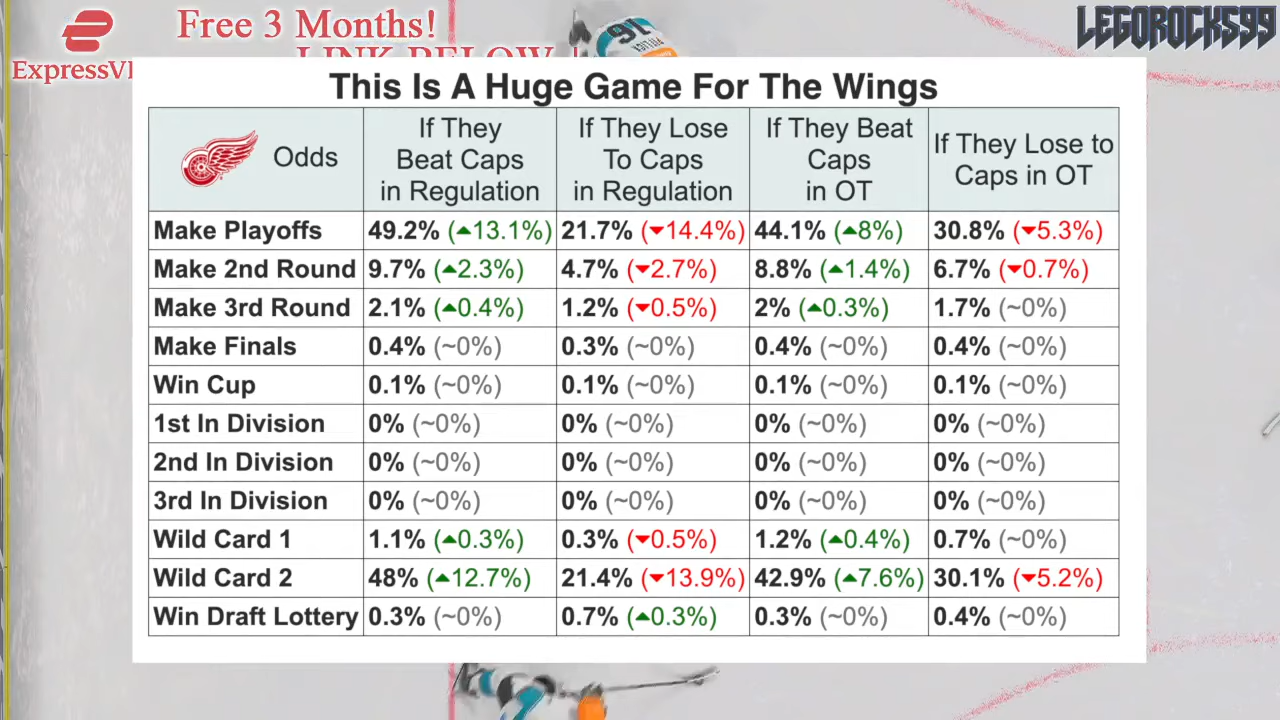 Free 3 Months!
LINK BELOW
ExpressV
LEGOROCKS99
16
This Is A Huge Game For The Wings
Odds
If They
Beat Caps
in Regulation
If They Lose
To Caps
in Regulation
If They Beat
Caps
in OT
If They Lose to
Caps in OT
Make Playoffs 49.2% (▲13.1%) 21.7% (▼14.4%) 44.1% (▲8%) 30.8% (▼5.3%)
Make 2nd Round 9.7% (▲2.3%) 4.7% (▼2.7%) 8.8% (▲1.4%) 6.7% (▼0.7%)
Make 3rd Round 2.1% (▲0.4%) 1.2% (▼0.5%) 2% (▲0.3%) 1.7% (~0%)
Make Finals 0.4% (~0%) 0.3% (~0%) 0.4% (~0%) 0.4% (~0%)
Win Cup 0.1% (~0%) 0.1% (~0%) 0.1% (~0%) 0.1% (~0%)
1st In Division 0% (~0%) 0% (~0%) 0% (~0%) 0% (~0%)
2nd In Division 0% (~0%) 0% (~0%) 0% (~0%) 0% (~0%)
3rd In Division 0% (~0%) 0% (~0%) 0% (~0%) 0% (~0%)
Wild Card 1 1.1% (▲0.3%) 0.3% (▼0.5%) 1.2% (▲0.4%) 0.7% (~0%)
Wild Card 2 48% (▲12.7%) 21.4% (▼13.9%) 42.9% (▲7.6%) 30.1% (▼5.2%)
Win Draft Lottery 0.3% (~0%) 0.7% (▲0.3%) 0.3% (~0%) 0.4% (~0%)